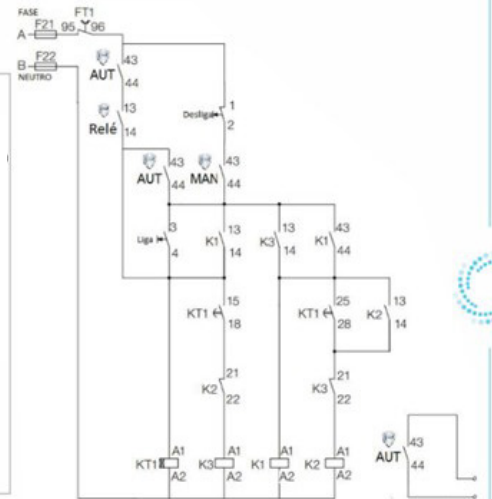 FASE FT1
A F21 95 96
B F22
NEUTRO
AUT 43
44
Relé 13
14
Desliga 1
2
AUT 43
44
MAN 43
44
Liga 3
4
K1 13
14
K3 13
14
K1 43
44
KT1 15
18
KT1 25
28
K2 13
14
K2 21
22
K3 21
22
KT1 A1
A2
K3 A1
A2
K1 A1
A2
K2 A1
A2
AUT 43
44